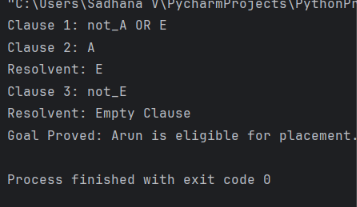 "C:\Users\Sadhana V\PycharmProjects\PythonPr
Clause 1: not_A OR E
Clause 2: A
Resolvent: E
Clause 3: not_E
Resolvent: Empty Clause
Goal Proved: Arun is eligible for placement.
Process finished with exit code 0